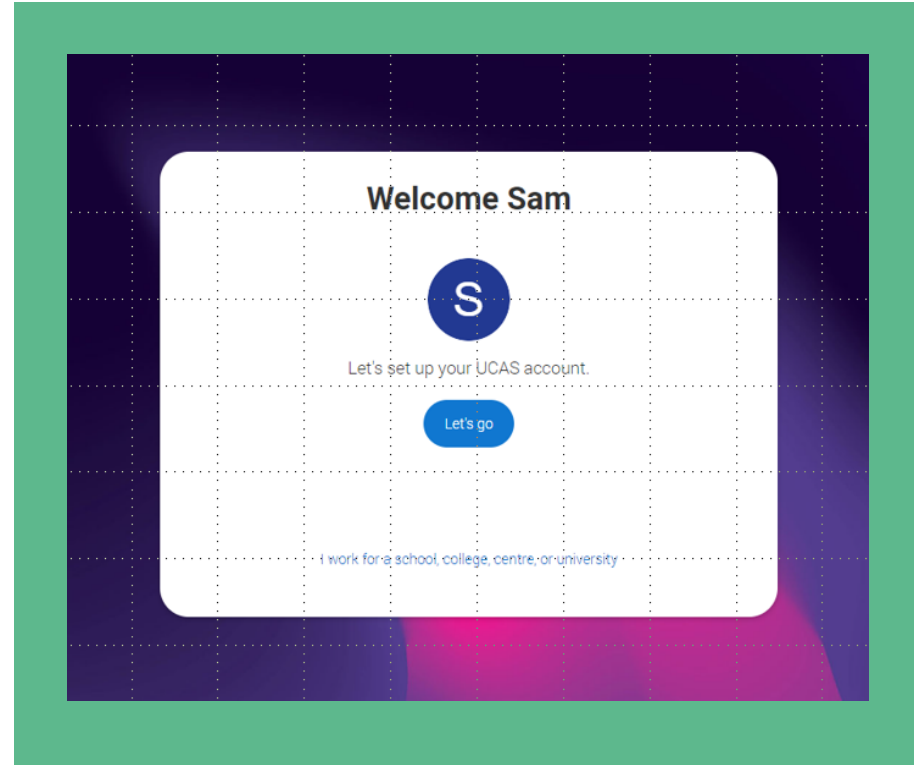 Welcome Sam
S
Let's set up your UCAS account.
Let's go
I work for a school, college, centre, or university